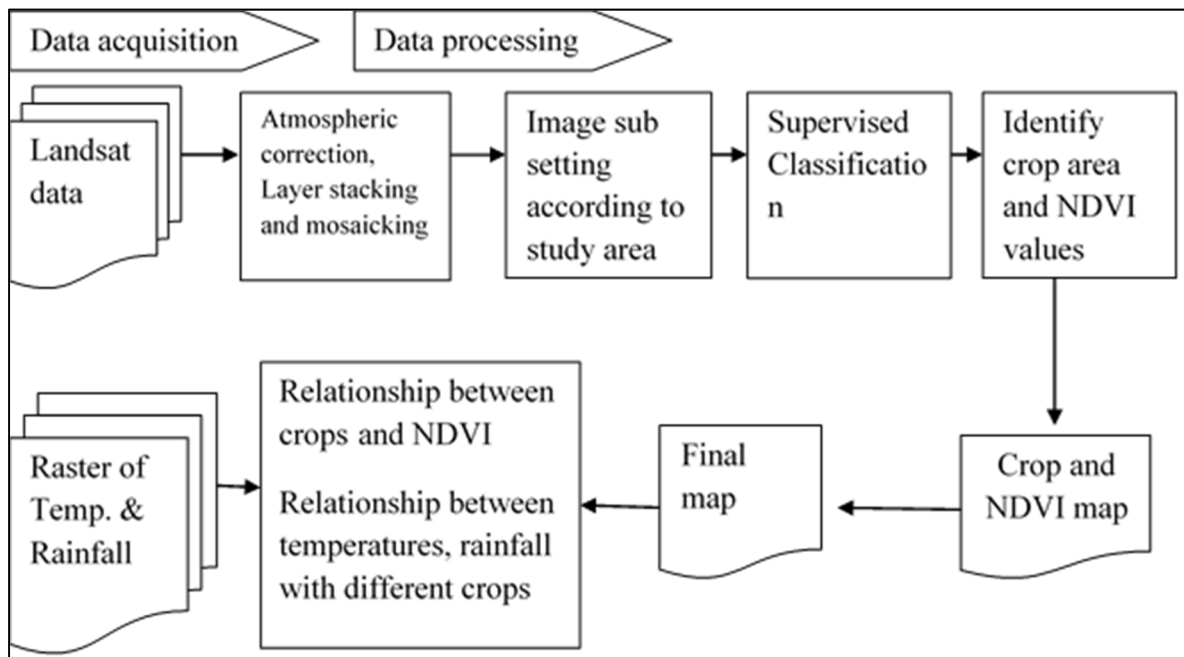 Data acquisition
Data processing
Landsat
data
Atmospheric
correction,
Layer stacking
and mosaicking
Image sub
setting
according to
study area
Supervised
Classificatio
n
Identify
crop area
and NDVI
values
Crop and
NDVI map
Final
map
Relationship between
crops and NDVI
Relationship between
temperatures, rainfall
with different crops
Raster of
Temp. &
Rainfall